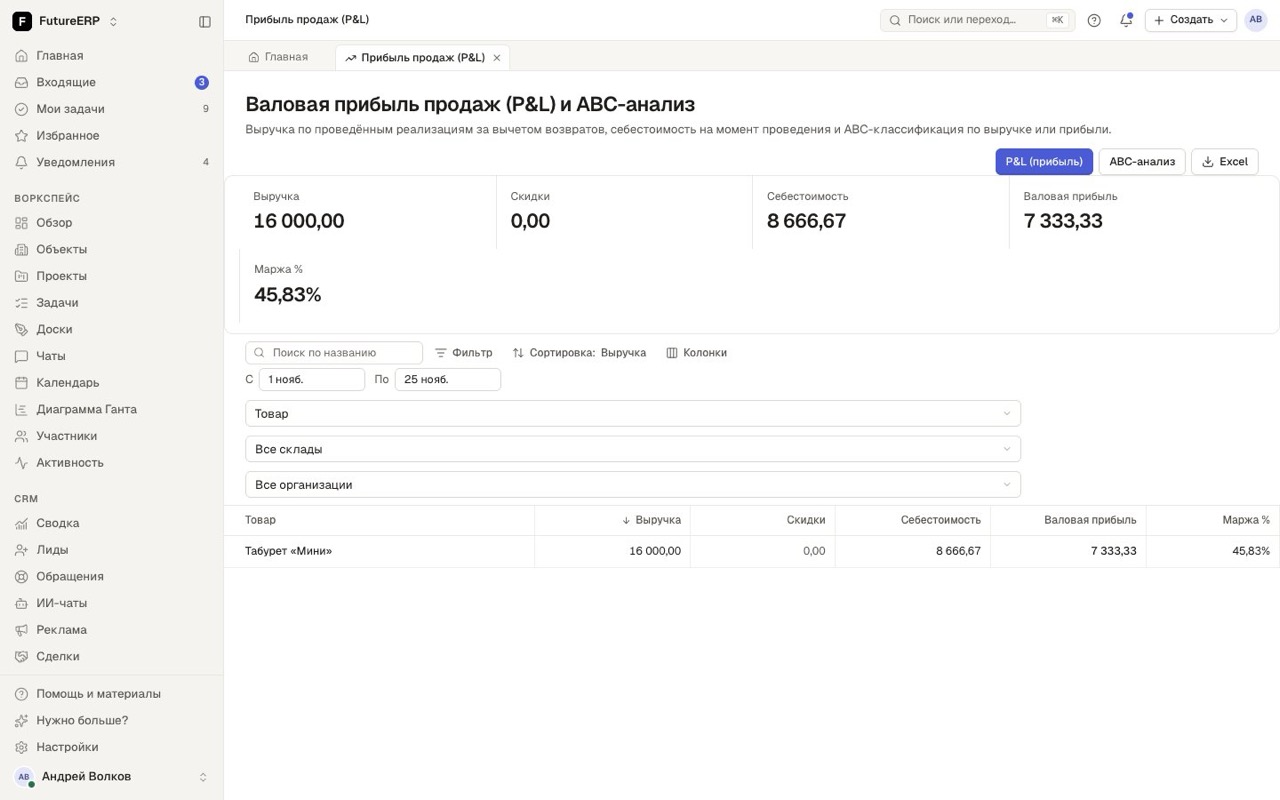 F FutureERP
Прибыль продаж (P&L)
Поиск или переход… ⌘K
Создать
АВ
Главная
Входящие 3
Мои задачи 9
Избранное
Уведомления 4
ВОРКСПЕЙС
Обзор
Объекты
Проекты
Задачи
Доски
Чаты
Календарь
Диаграмма Ганта
Участники
Активность
CRM
Сводка
Лиды
Обращения
ИИ-чаты
Реклама
Сделки
Помощь и материалы
Нужно больше?
Настройки
АВ Андрей Волков
Главная
Прибыль продаж (P&L)
Валовая прибыль продаж (P&L) и ABC-анализ
Выручка по проведённым реализациям за вычетом возвратов, себестоимость на момент проведения и ABC-классификация по выручке или прибыли.
P&L (прибыль) ABC-анализ Excel
Выручка
16 000,00
Скидки
0,00
Себестоимость
8 666,67
Валовая прибыль
7 333,33
Маржа %
45,83%
Поиск по названию Фильтр Сортировка: Выручка Колонки
С 1 нояб. По 25 нояб.
Товар
Все склады
Все организации
Товар ↓ Выручка Скидки Себестоимость Валовая прибыль Маржа %
Табурет «Мини» 16 000,00 0,00 8 666,67 7 333,33 45,83%